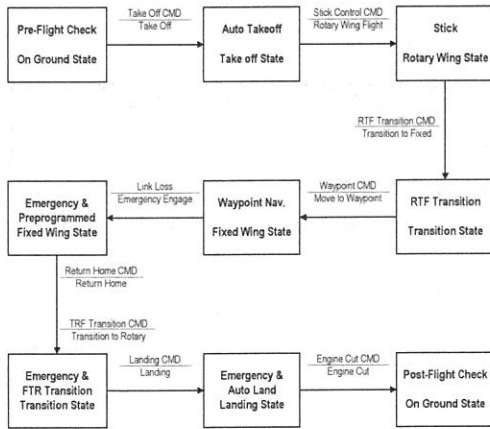 Pre-Flight Check
On Ground State
Take Off CMD
Take Off
Auto Takeoff
Take off State
Stick Control CMD
Rotary Wing Flight
Stick
Rotary Wing State
RTF Transition CMD
Transition to Fixed
Emergency &
Preprogrammed
Fixed Wing State
Link Loss
Emergency Engage
Waypoint Nav.
Fixed Wing State
Waypoint CMD
Move to Waypoint
RTF Transition
Transition State
Return Home CMD
Return Home
TRF Transition CMD
Transition to Rotary
Emergency &
FTR Transition
Transition State
Landing CMD
Landing
Emergency &
Auto Land
Landing State
Engine Cut CMD
Engine Cut
Post-Flight Check
On Ground State